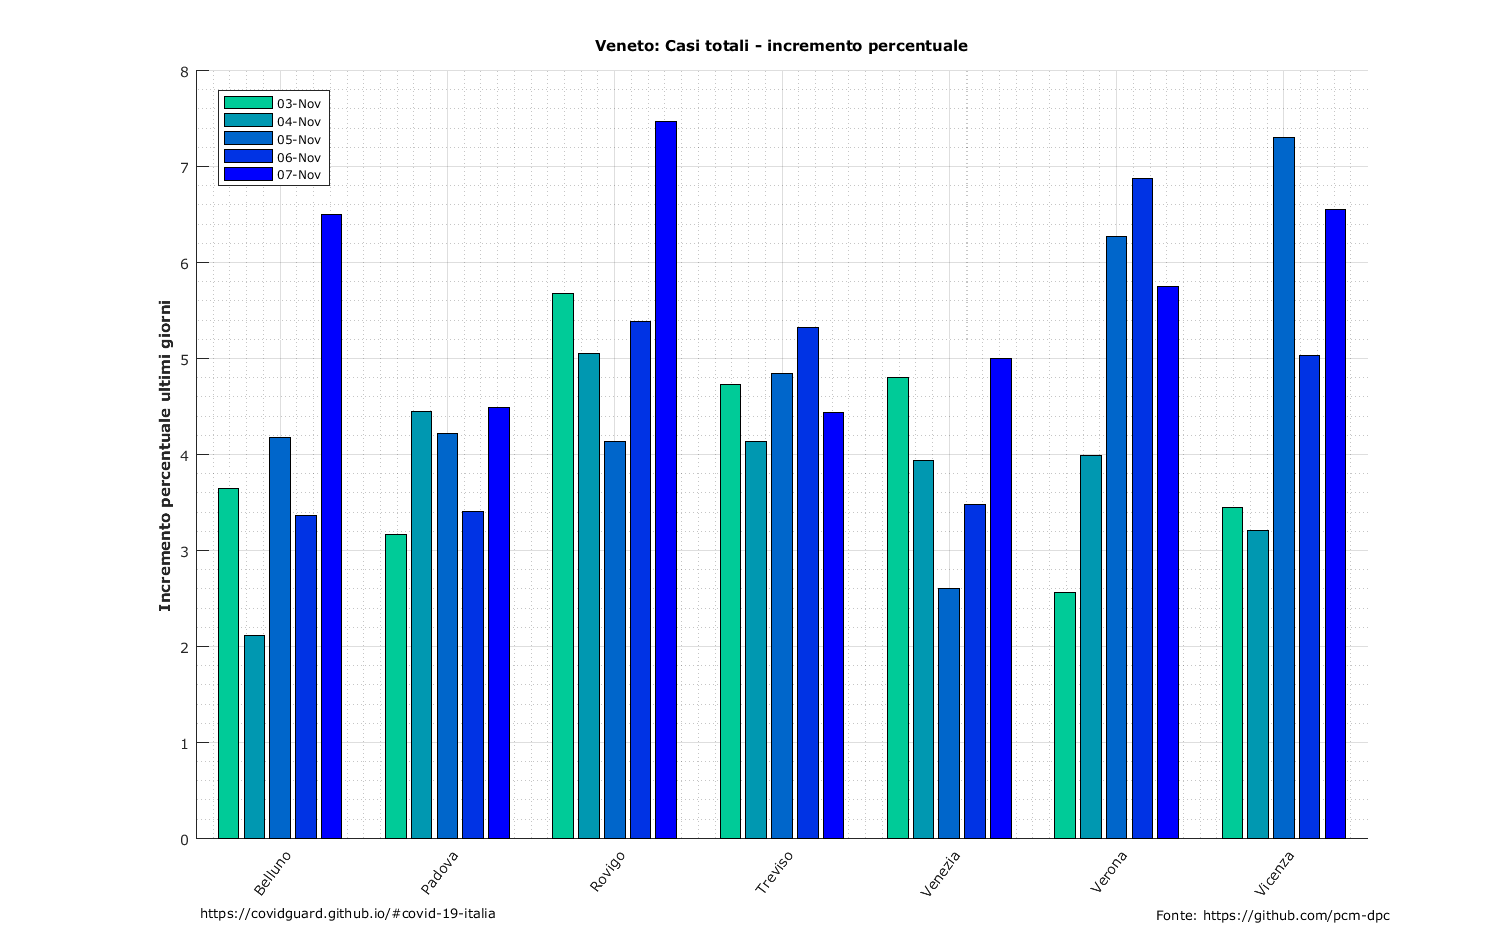 Veneto: Casi totali - incremento percentuale
8
7
6
5
4
3
2
1
0
Incremento percentuale ultimi giorni
03-Nov
04-Nov
05-Nov
06-Nov
07-Nov
Belluno
Padova
Rovigo
Treviso
Venezia
Verona
Vicenza
https://covidguard.github.io/#covid-19-italia
Fonte: https://github.com/pcm-dpc